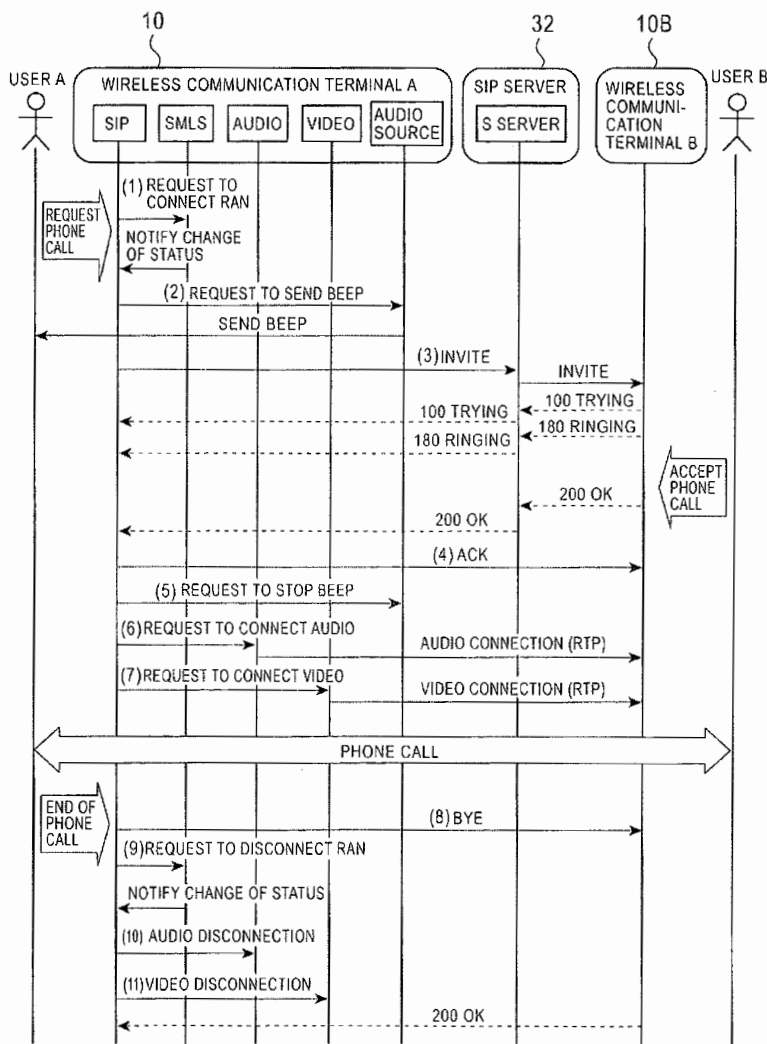 10
32
10B
USER A
WIRELESS COMMUNICATION TERMINAL A
SIP
SMLS
AUDIO
VIDEO
AUDIO
SOURCE
SIP SERVER
S SERVER
WIRELESS
COMMUNI-
CATION
TERMINAL B
USER B
REQUEST
PHONE
CALL
(1) REQUEST TO
CONNECT RAN
NOTIFY CHANGE
OF STATUS
(2) REQUEST TO SEND BEEP
SEND BEEP
(3) INVITE
INVITE
100 TRYING
100 TRYING
180 RINGING
180 RINGING
ACCEPT
PHONE
CALL
200 OK
200 OK
(4) ACK
(5) REQUEST TO STOP BEEP
(6) REQUEST TO CONNECT AUDIO
AUDIO CONNECTION (RTP)
(7) REQUEST TO CONNECT VIDEO
VIDEO CONNECTION (RTP)
PHONE CALL
END OF
PHONE
CALL
(8) BYE
(9) REQUEST TO DISCONNECT RAN
NOTIFY CHANGE OF STATUS
(10) AUDIO DISCONNECTION
(11) VIDEO DISCONNECTION
200 OK